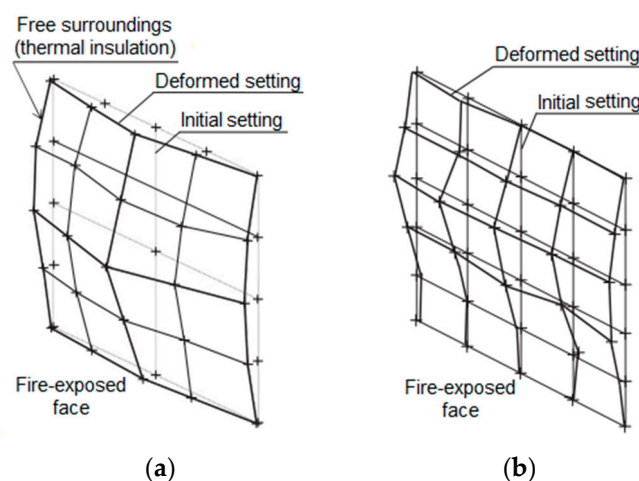 Free surroundings
(thermal insulation)
Deformed setting
Initial setting
Fire-exposed
face
(a)
Deformed setting
Initial setting
Fire-exposed
face
(b)